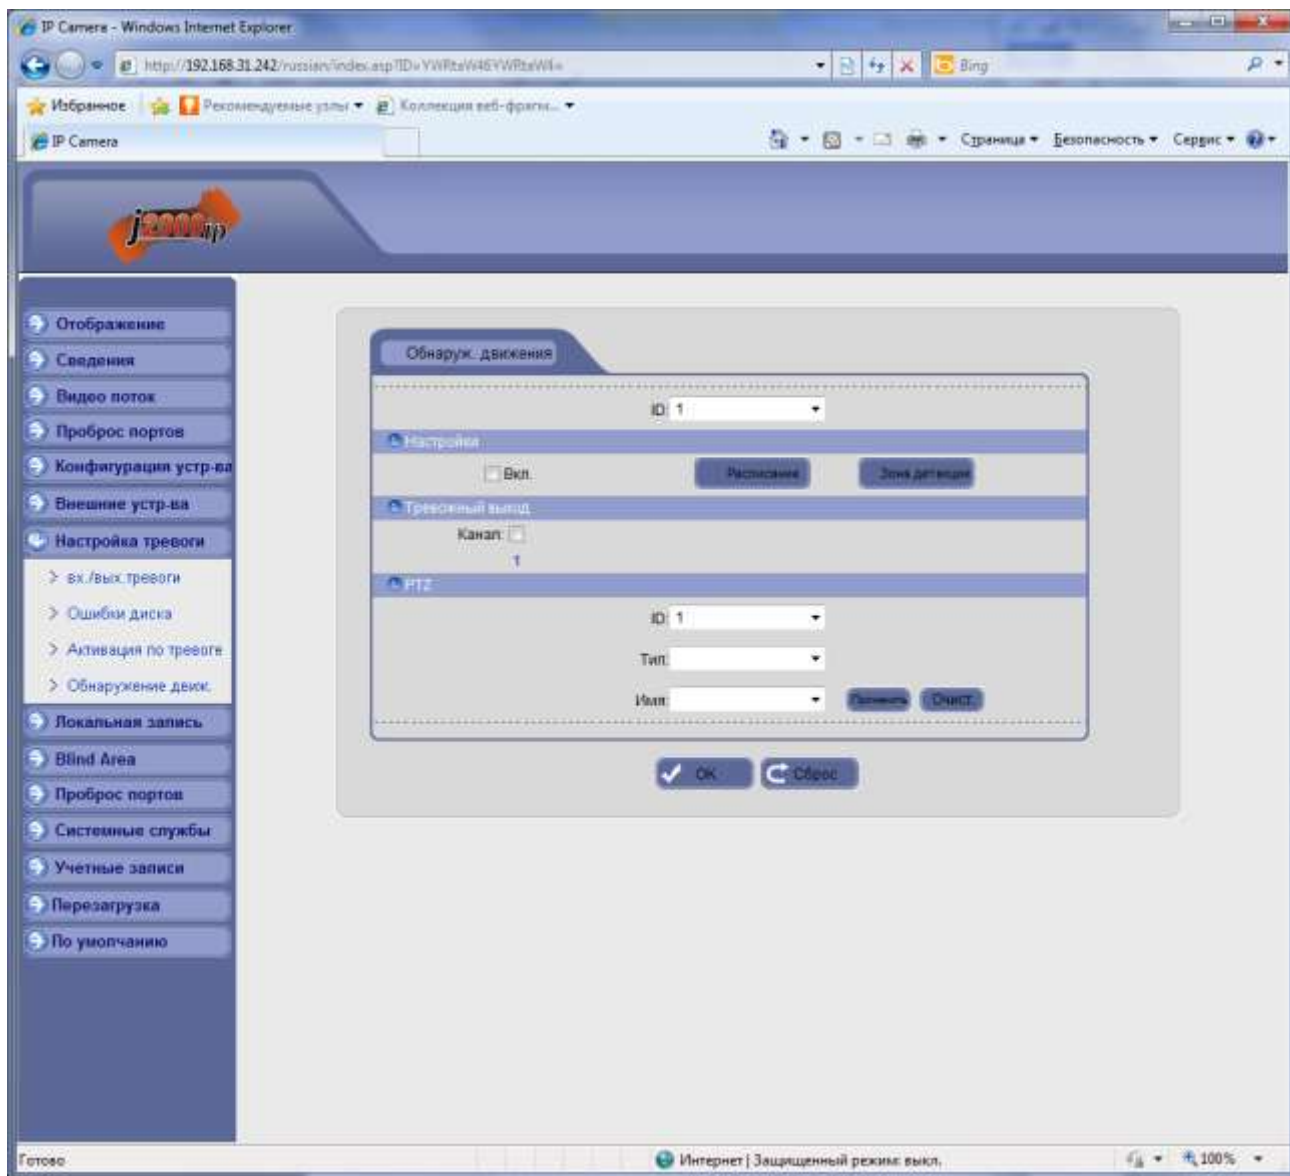 IP Camera - Windows Internet Explorer
http://192.168.31.242/russian/index.asp?ID=YWRtaW46YWRtaW4=
Bing
Избранное
Рекомендуемые узлы
Коллекция веб-фрагм...
IP Camera
Страница
Безопасность
Сервис
j2000ip
Отображение
Сведения
Видео поток
Проброс портов
Конфигурация устр-ва
Внешние устр-ва
Настройка тревоги
вх./вых.тревоги
Ошибки диска
Активация по тревоге
Обнаружение движ.
Локальная запись
Blind Area
Проброс портов
Системные службы
Учетные записи
Перезагрузка
По умолчанию
Обнаруж. движения
ID: 1
Настройки
Вкл.
Расписание
Зона детекции
Тревожный выход
Канал:
1
PTZ
ID: 1
Тип:
Имя:
Очист.
OK
Сброс
Готово
Интернет | Защищенный режим: выкл.
100%